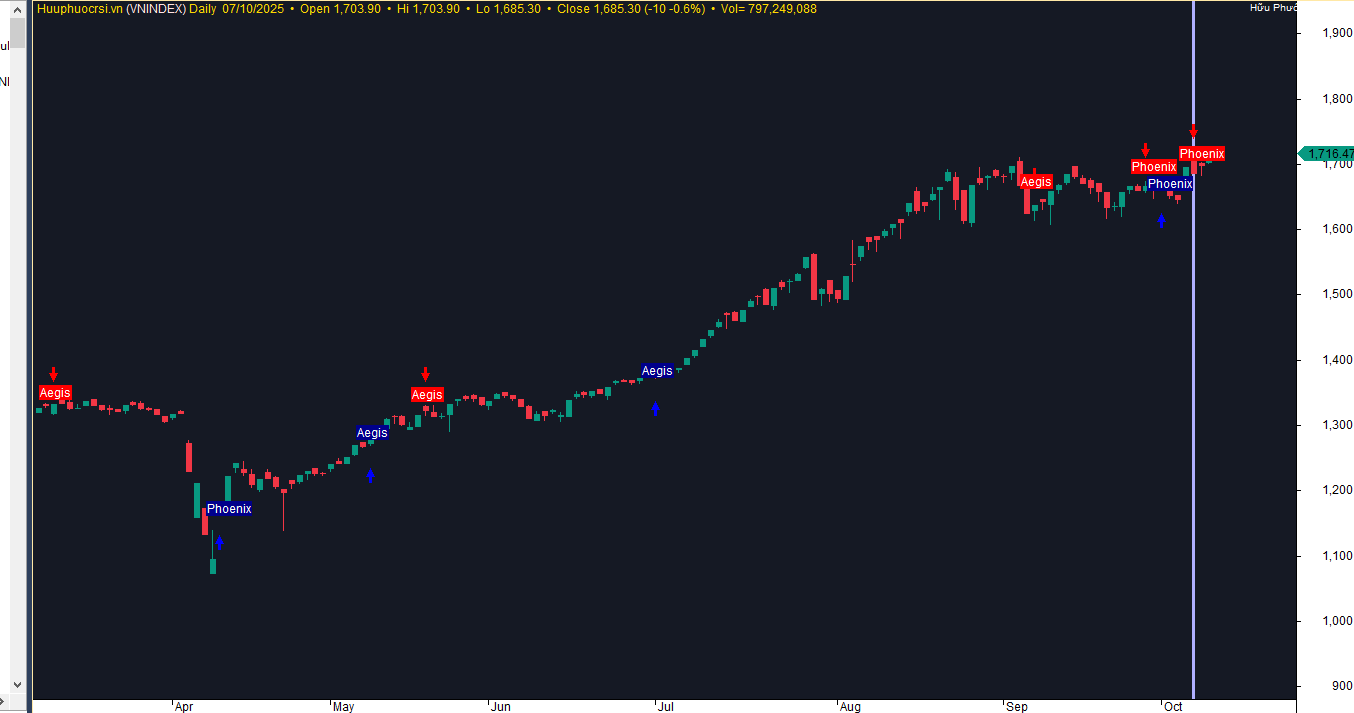 Huuphuocrsi.vn (VNINDEX) Daily 07/10/2025 • Open 1,703.90 • Hi 1,703.90 • Lo 1,685.30 • Close 1,685.30 (-10 -0.6%) • Vol= 797,249,088
Hữu Phướ
ul
NI
1,900
1,800
Phoenix
1,716.47
1,700
Phoenix
Aegis
Phoenix
1,600
1,500
Aegis
1,400
Aegis
Aegis
Aegis
1,300
1,200
Phoenix
1,100
1,000
900
Apr May Jun Jul Aug Sep Oct